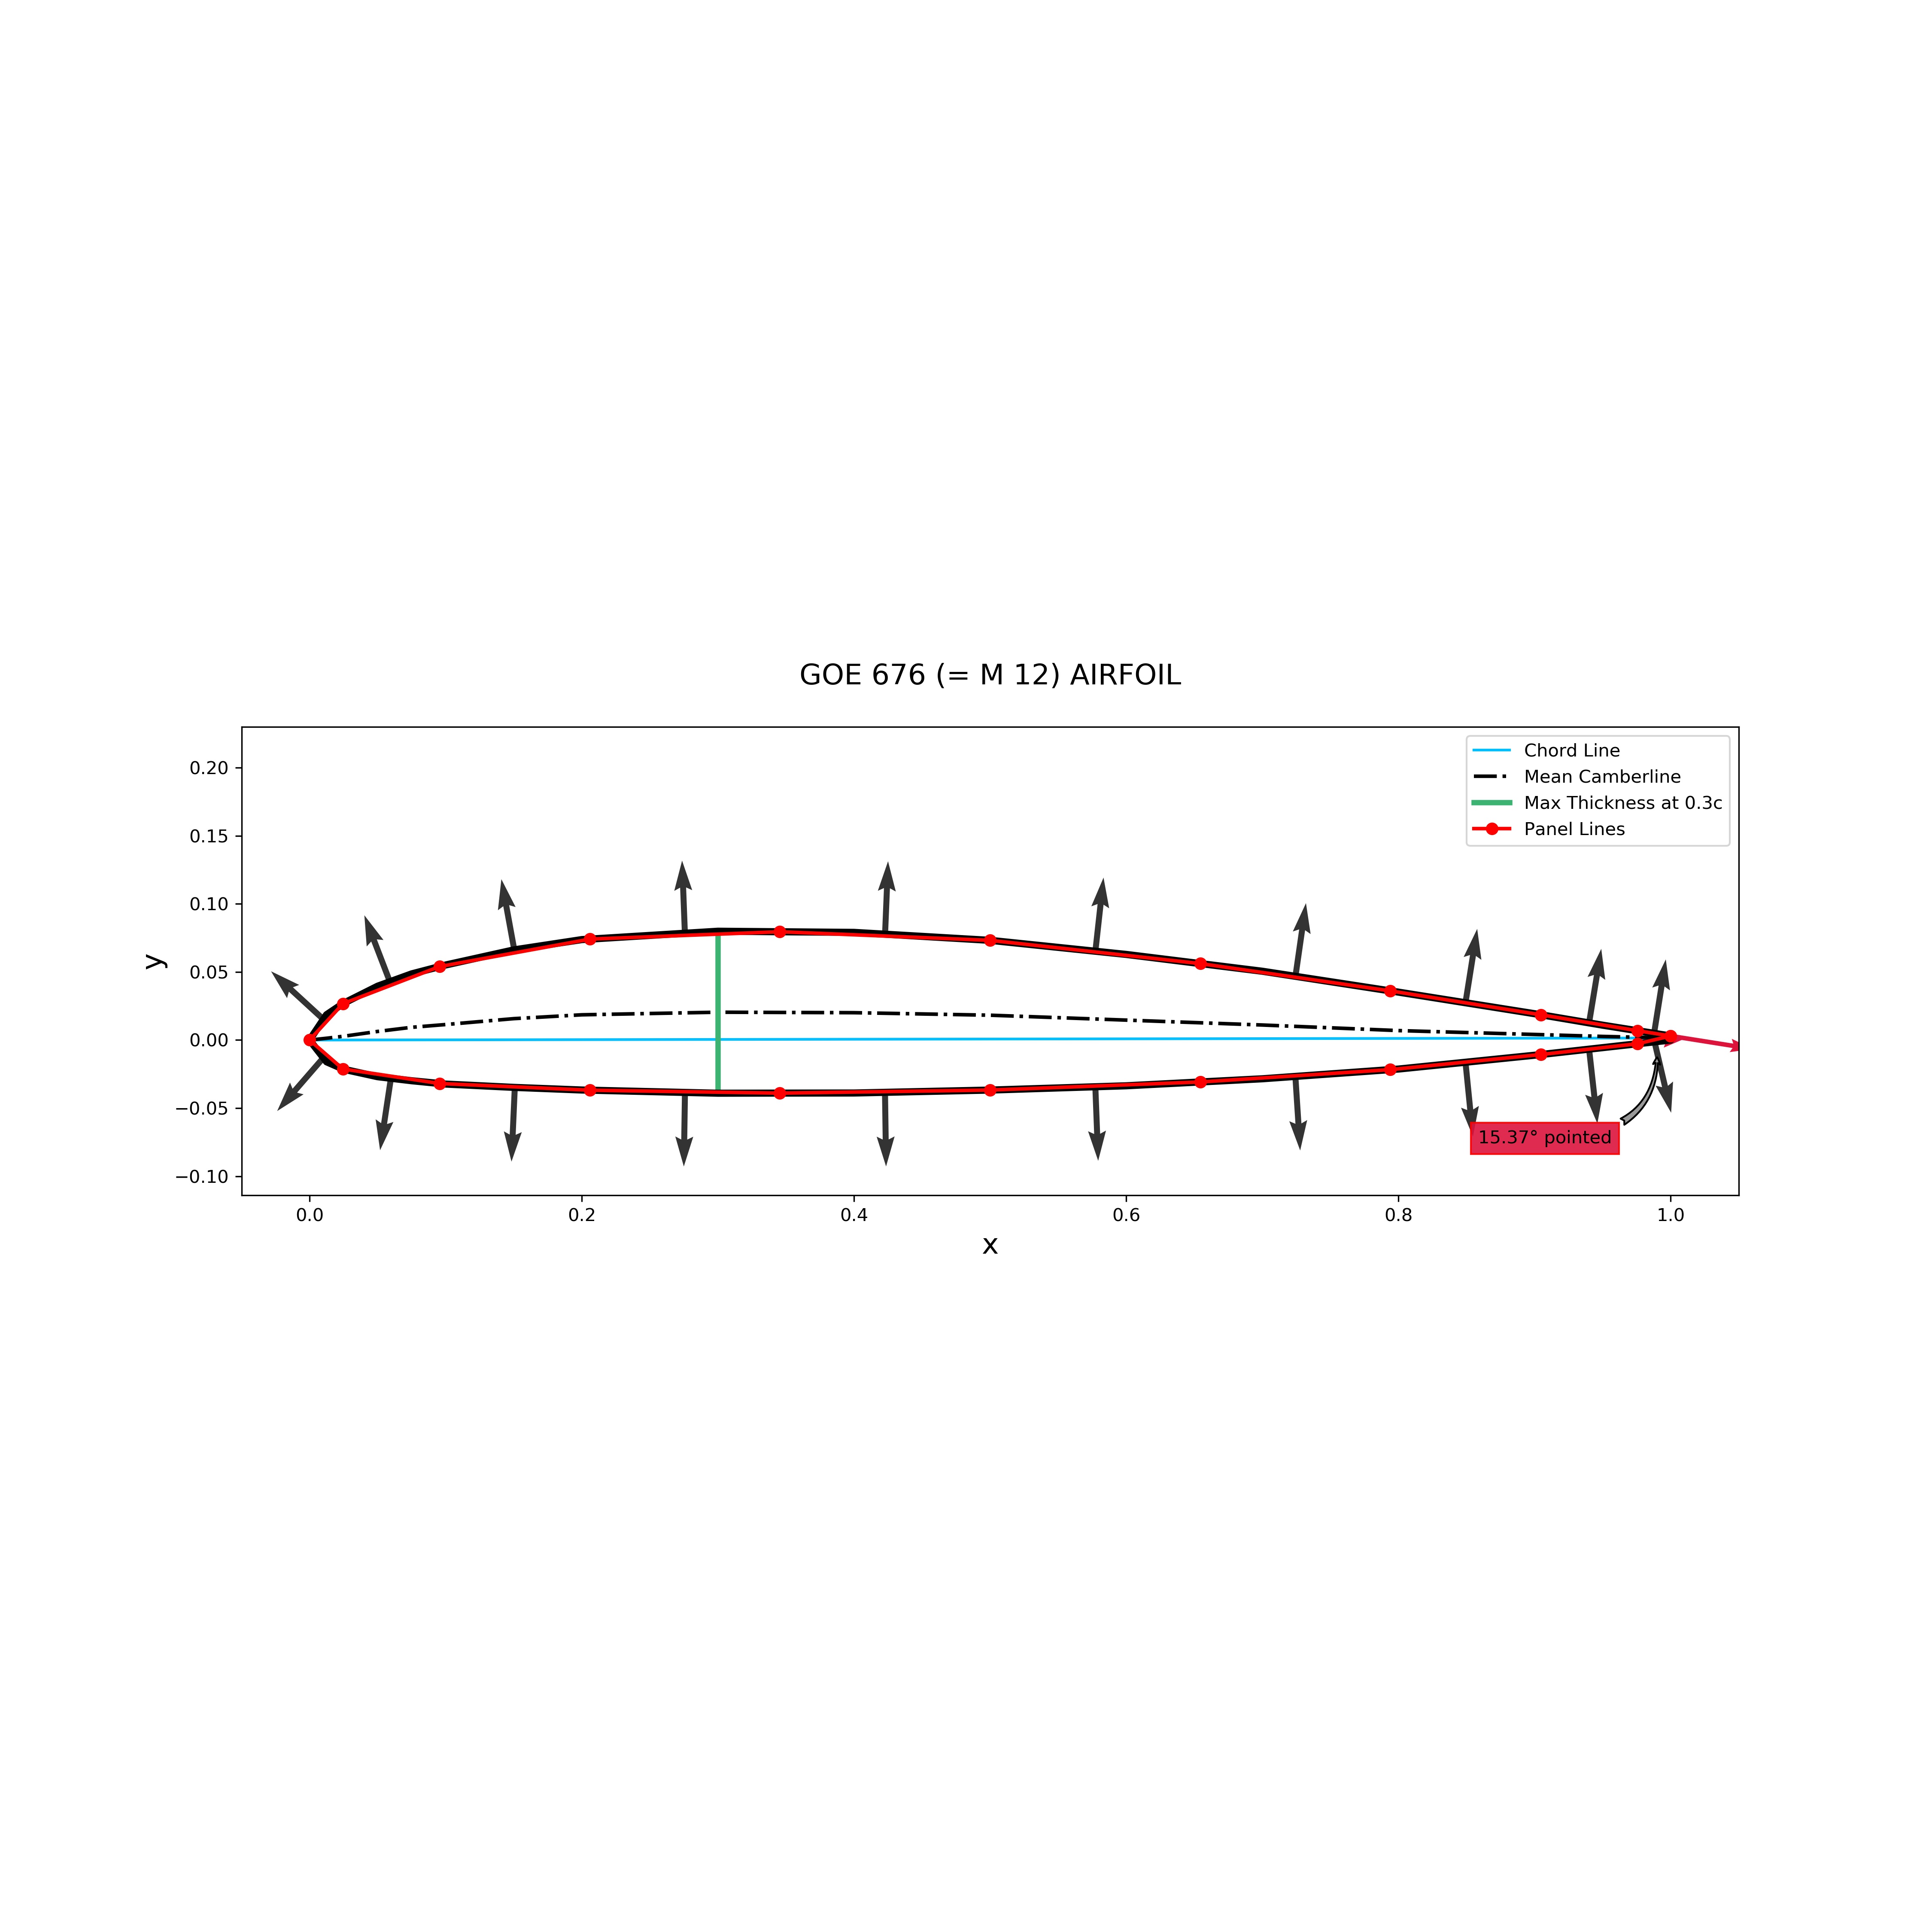 GOE 676 (= M 12) AIRFOIL
Chord Line
Mean Camberline
Max Thickness at 0.3c
Panel Lines
0.20
0.15
0.10
0.05
0.00
−0.05
−0.10
y
15.37° pointed
0.0
0.2
0.4
0.6
0.8
1.0
x